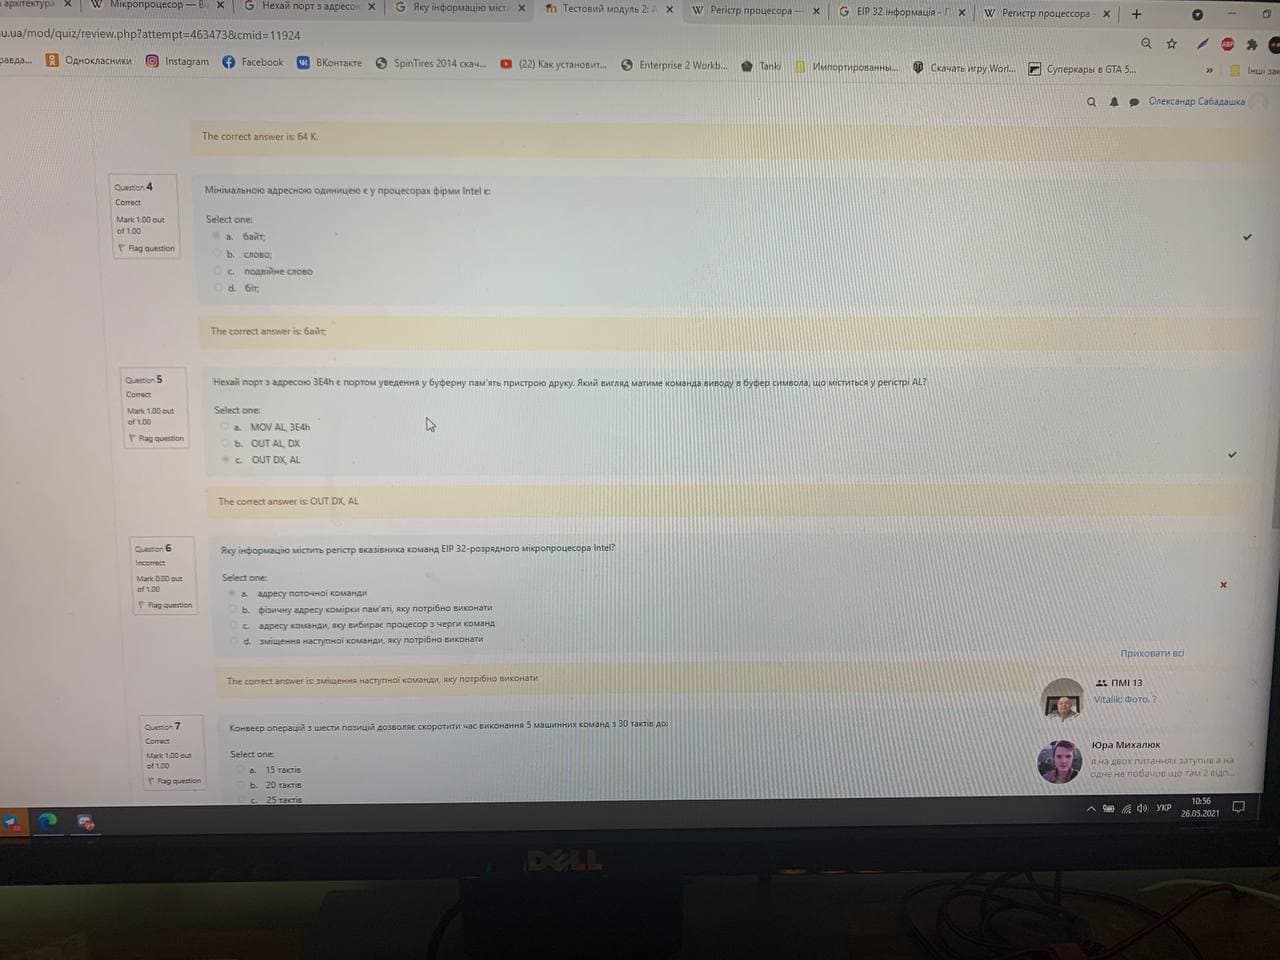 архітектура
Мікропроцесор — Ві
Нехай порт з адресою
Яку інформацію місти
Тестовий модуль 2: А
Регістр процесора —
EIP 32 інформація - П
Регистр процессора -
u.ua/mod/quiz/review.php?attempt=463473&cmid=11924
равда...
Однокласники
Instagram
Facebook
ВКонтакте
SpinTires 2014 скач...
(22) Как установит...
Enterprise 2 Workb...
Tanki
Импортированны...
Скачать игру Worl...
Суперкары в GTA 5...
»
Інші зак
Олександр Сабадашка
The correct answer is: 64 K.
Question 4
Correct
Mark 1.00 out
of 1.00
Flag question
Мінімальною адресною одиницею є у процесорах фірми Intel є:
Select one:
a. байт;
b. слово;
c. подвійне слово
d. біт;
The correct answer is: байт;
Question 5
Correct
Mark 1.00 out
of 1.00
Flag question
Нехай порт з адресою 3E4h є портом уведення у буферну пам'ять пристрою друку. Який вигляд матиме команда виводу в буфер символа, що міститься у регістрі AL?
Select one:
a. MOV AL, 3E4h
b. OUT AL, DX
c. OUT DX, AL
The correct answer is: OUT DX, AL
Question 6
Incorrect
Mark 0.00 out
of 1.00
Flag question
Яку інформацію містить регістр вказівника команд EIP 32-розрядного мікропроцесора Intel?
Select one:
a. адресу поточної команди
b. фізичну адресу комірки пам'яті, яку потрібно виконати
c. адресу команди, яку вибирає процесор з черги команд
d. зміщення наступної команди, яку потрібно виконати
The correct answer is: зміщення наступної команди, яку потрібно виконати
Question 7
Correct
Mark 1.00 out
of 1.00
Flag question
Конвеєр операцій з шести позицій дозволяє скоротити час виконання 5 машинних команд з 30 тактів до:
Select one:
a. 15 тактів
b. 20 тактів
c. 25 тактів
Приховати всі
ПМІ 13
Vitalik: Фото. ?
Юра Михалюк
я на двох питаннях затупив а на
одне не побачив що там 2 відп...
УКР
10:56
26.05.2021
DELL